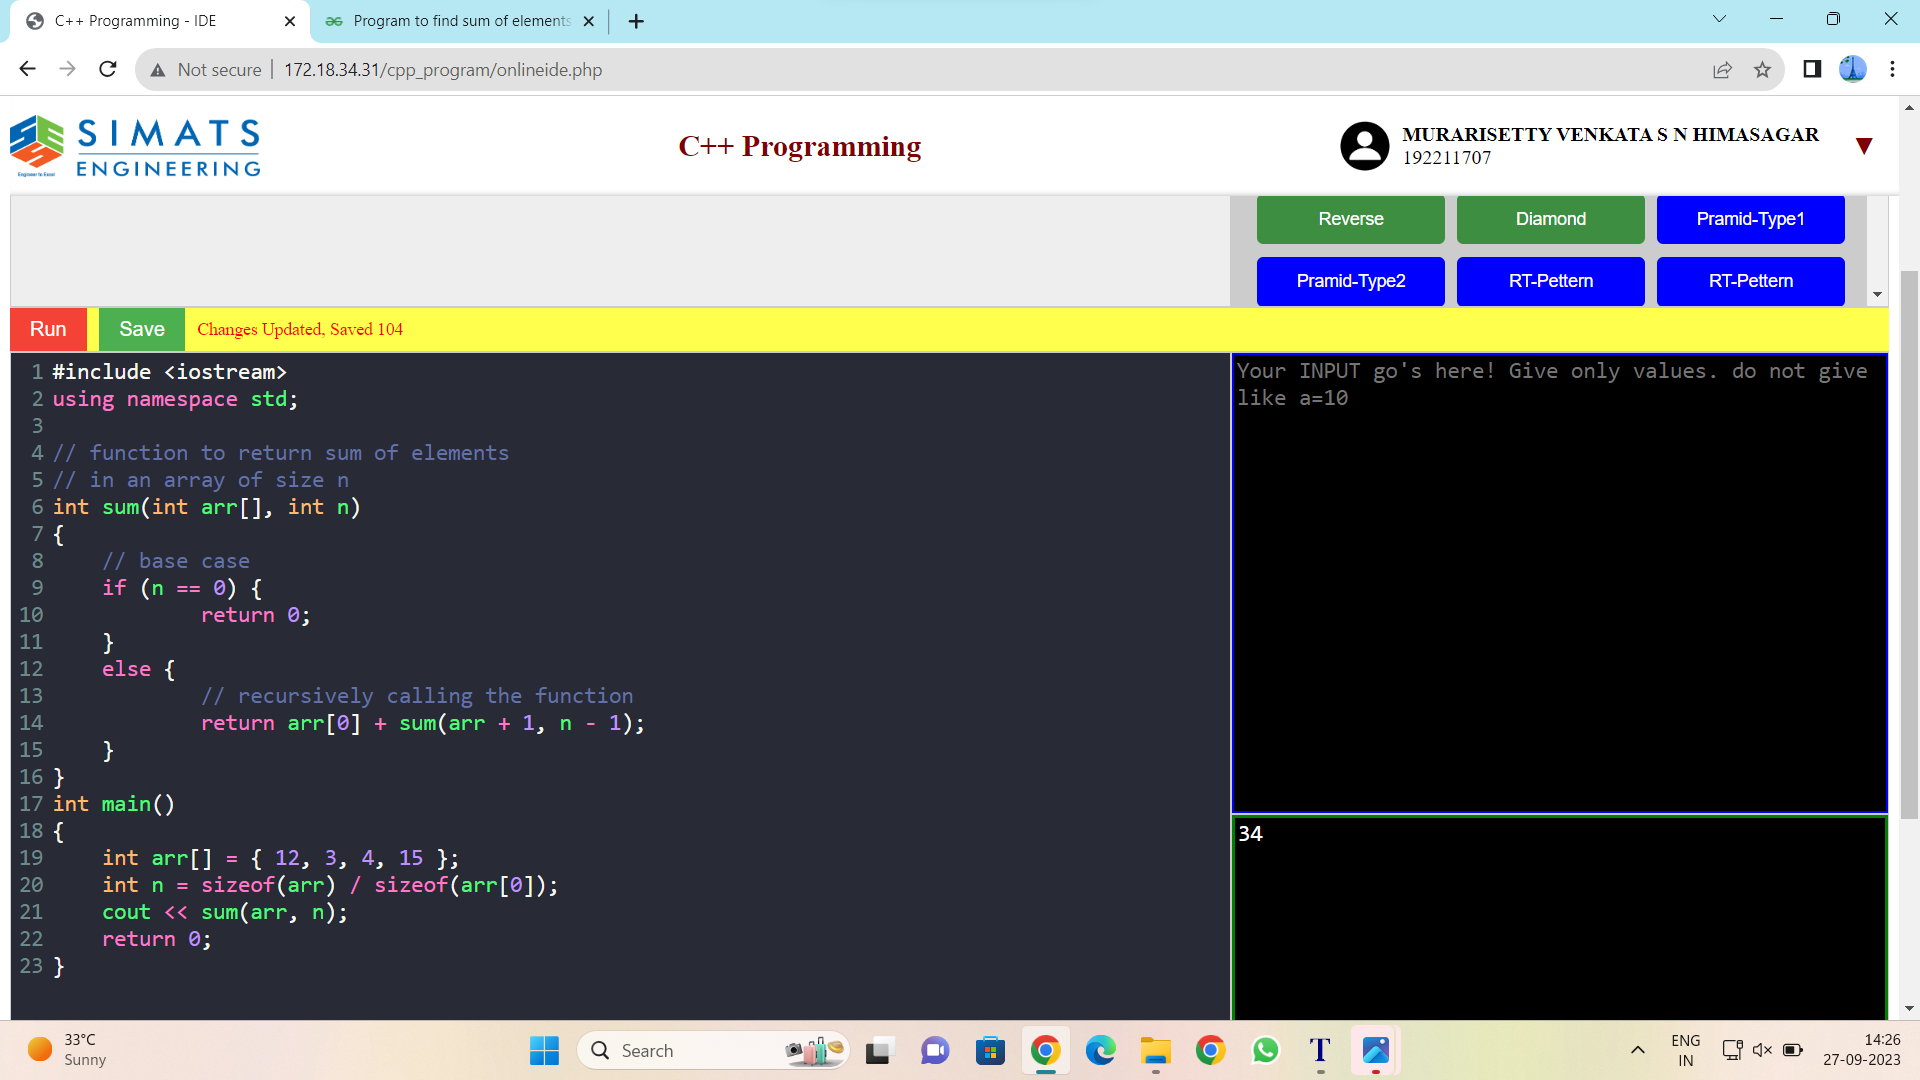 C++ Programming - IDE
Program to find sum of elements
Not secure
172.18.34.31/cpp_program/onlineide.php
SIMATS
ENGINEERING
Engineer to Excel
C++ Programming
MURARISETTY VENKATA S N HIMASAGAR
192211707
Reverse
Diamond
Pramid-Type1
Pramid-Type2
RT-Pettern
RT-Pettern
Run
Save
Changes Updated, Saved 104
1 #include <iostream>
2 using namespace std;
3
4 // function to return sum of elements
5 // in an array of size n
6 int sum(int arr[], int n)
7 {
8     // base case
9     if (n == 0) {
10             return 0;
11     }
12     else {
13             // recursively calling the function
14             return arr[0] + sum(arr + 1, n - 1);
15     }
16 }
17 int main()
18 {
19     int arr[] = { 12, 3, 4, 15 };
20     int n = sizeof(arr) / sizeof(arr[0]);
21     cout << sum(arr, n);
22     return 0;
23 }
Your INPUT go's here! Give only values. do not give
like a=10
34
33°C
Sunny
Search
T
ENG
IN
14:26
27-09-2023